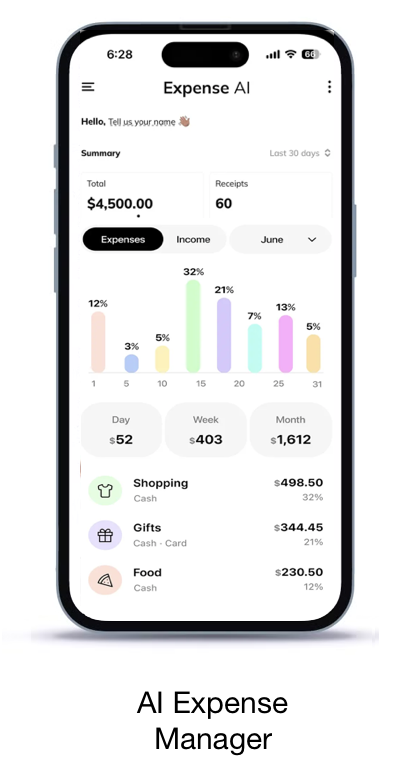 6:28
66
Expense AI
Hello, Tell us your name 👋🏽
Summary
Last 30 days
Total
Receipts
$4,500.00
60
Expenses
Income
June
32%
21%
12%
13%
7%
5%
5%
3%
1 5 10 15 20 25 31
Day
Week
Month
$52
$403
$1,612
Shopping
$498.50
Cash
32%
Gifts
$344.45
Cash · Card
21%
Food
$230.50
Cash
12%
AI Expense
Manager